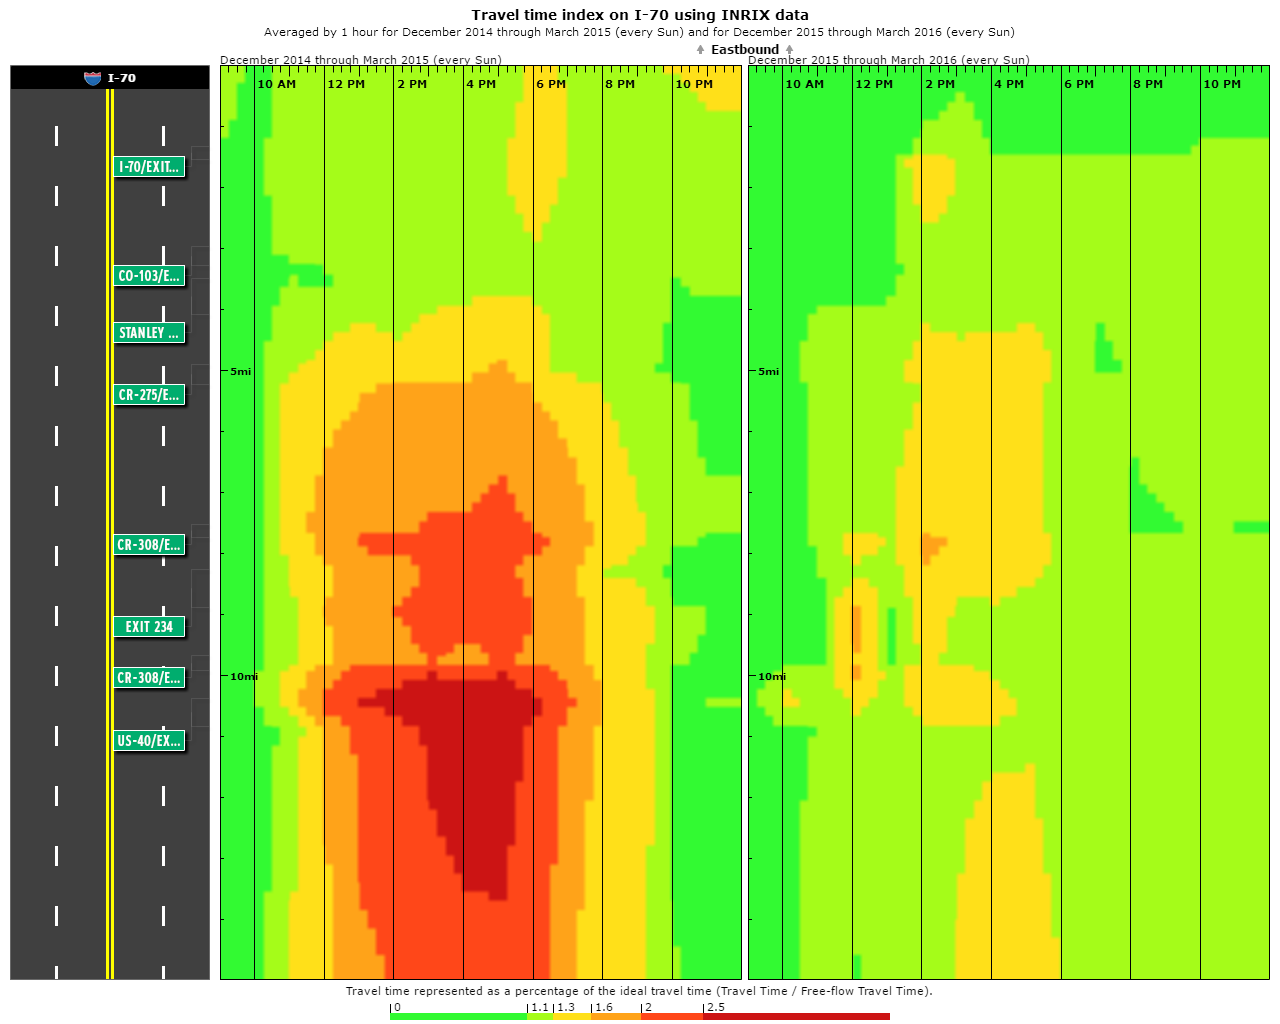 Travel time index on I-70 using INRIX data
Averaged by 1 hour for December 2014 through March 2015 (every Sun) and for December 2015 through March 2016 (every Sun)
Eastbound
December 2014 through March 2015 (every Sun)
December 2015 through March 2016 (every Sun)
I-70
10 AM 12 PM 2 PM 4 PM 6 PM 8 PM 10 PM
10 AM 12 PM 2 PM 4 PM 6 PM 8 PM 10 PM
I-70/EXIT...
CO-103/E...
STANLEY ...
5mi 5mi
CR-275/E...
CR-308/E...
EXIT 234
CR-308/E...
10mi 10mi
US-40/EX...
Travel time represented as a percentage of the ideal travel time (Travel Time / Free-flow Travel Time).
0 1.1 1.3 1.6 2 2.5